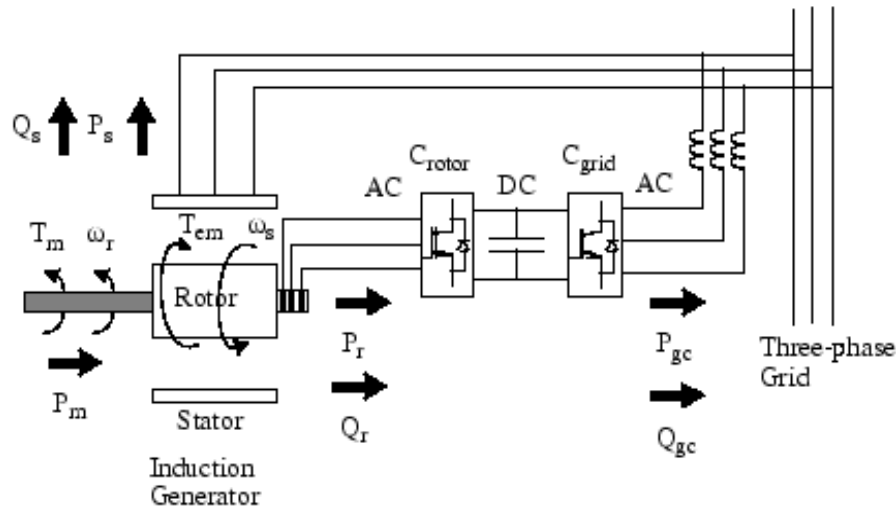 Qs Ps
Crotor
Cgrid
AC
DC
AC
Tm ωr
Tem ωs
Rotor
Pm
Pr
Pgc
Three-phase
Grid
Stator
Qr
Qgc
Induction
Generator